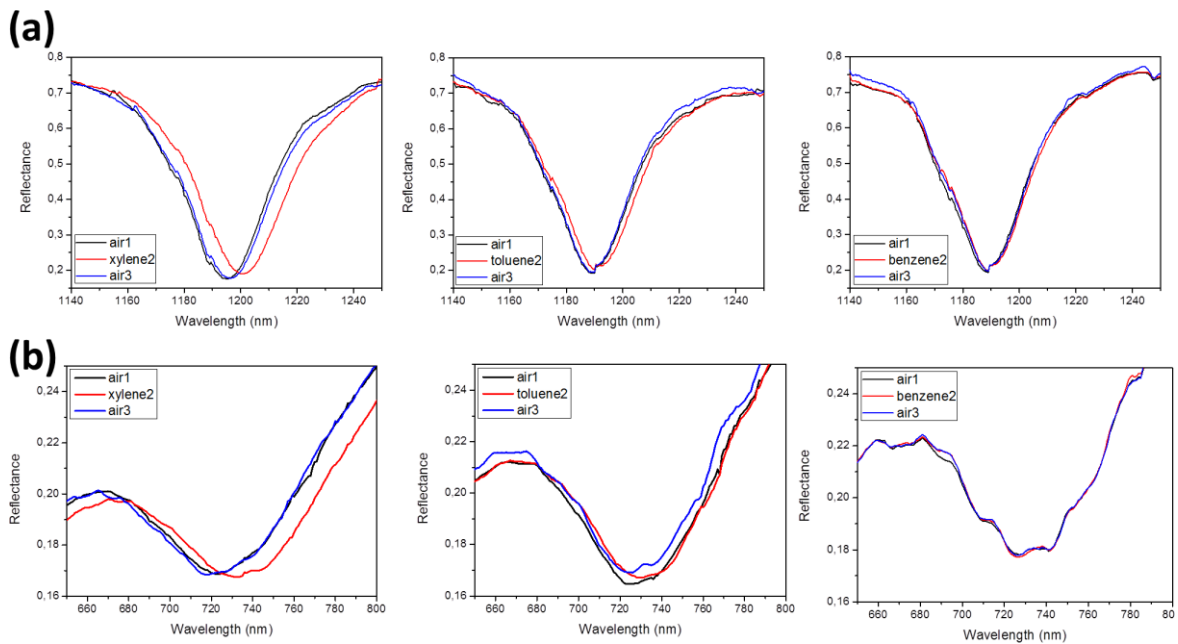 (a)
0,8
0,7
0,6
0,5
0,4
0,3
0,2
Reflectance
air1
xylene2
air3
1140 1160 1180 1200 1220 1240
Wavelength (nm)
0,8
0,7
0,6
0,5
0,4
0,3
0,2
Reflectance
air1
toluene2
air3
1140 1160 1180 1200 1220 1240
Wavelength (nm)
0,8
0,7
0,6
0,5
0,4
0,3
0,2
Reflectance
air1
benzene2
air3
1140 1160 1180 1200 1220 1240
Wavelength (nm)
(b)
0,24
0,22
0,20
0,18
0,16
Reflectance
air1
xylene2
air3
660 680 700 720 740 760 780 800
Wavelength (nm)
0,24
0,22
0,20
0,18
0,16
Reflectance
air1
toluene2
air3
660 680 700 720 740 760 780 800
Wavelength (nm)
0,24
0,22
0,20
0,18
0,16
Reflectance
air1
benzene2
air3
660 680 700 720 740 760 780 80
Wavelength (nm)